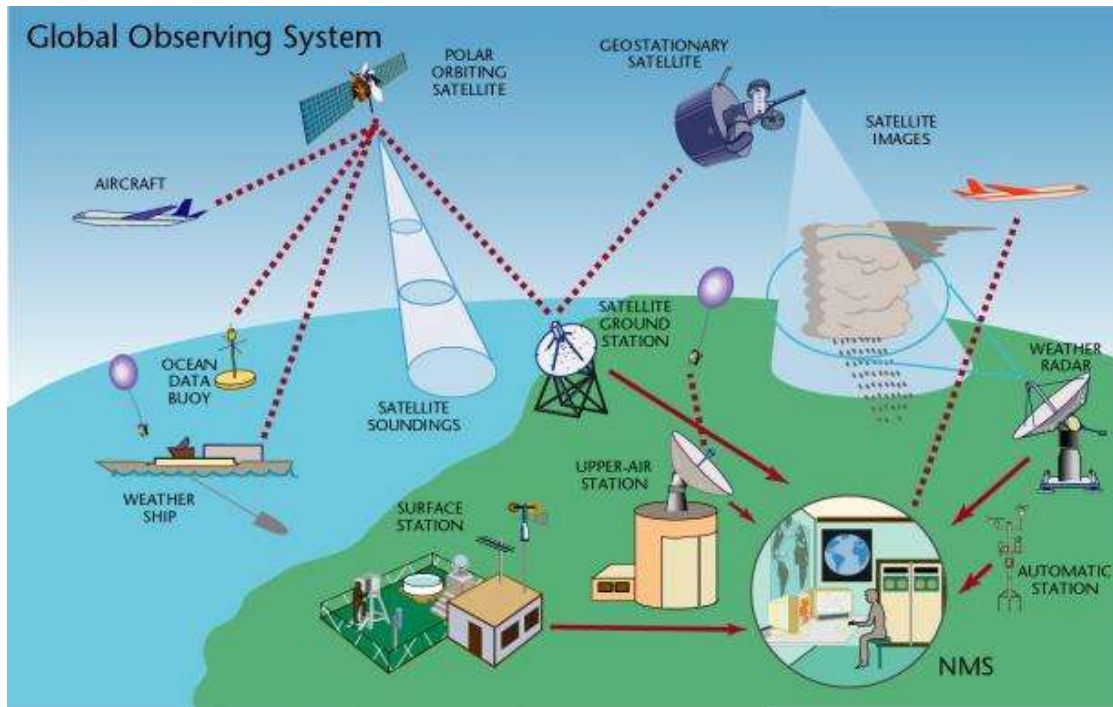 Global Observing System
POLAR
ORBITING
SATELLITE
GEOSTATIONARY
SATELLITE
SATELLITE
IMAGES
AIRCRAFT
SATELLITE
GROUND
STATION
OCEAN
DATA
BUOY
WEATHER
RADAR
SATELLITE
SOUNDINGS
UPPER-AIR
STATION
WEATHER
SHIP
SURFACE
STATION
AUTOMATIC
STATION
NMS